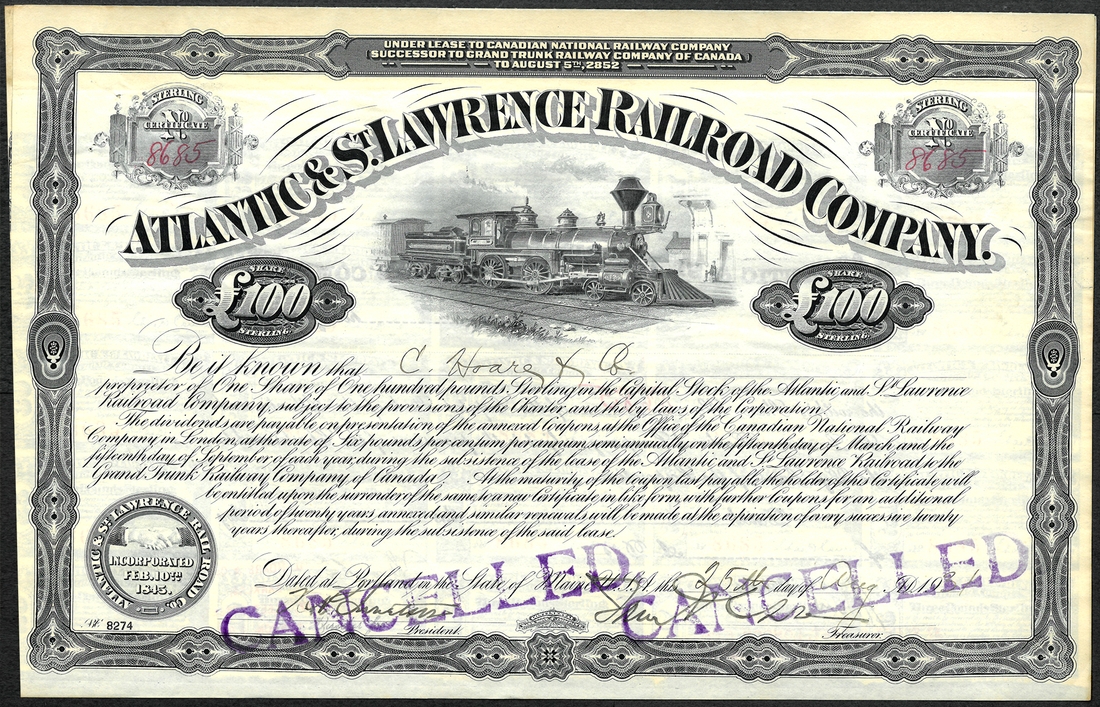 UNDER LEASE TO CANADIAN NATIONAL RAILWAY COMPANY
(SUCCESSOR TO GRAND TRUNK RAILWAY COMPANY OF CANADA)
TO AUGUST 5TH, 2852
STERLING
No
CERTIFICATE
8685
STERLING
No
CERTIFICATE
8685
ATLANTIC & ST. LAWRENCE RAILROAD COMPANY.
SHARE
£100
STERLING.
SHARE
£100
STERLING.
Be it known that C. Hoare & Co.
proprietor of One Share of One hundred pounds Sterling in the Capital Stock of the Atlantic and St Lawrence
Railroad Company, subject to the provisions of the Charter and the by laws of the Corporation.
The dividends are payable on presentation of the annexed Coupons, at the Office of the Canadian National Railway
Company in London, at the rate of Six pounds per centum per annum, semi annually on the fifteenth day of March, and the
fifteenth day of September of each year, during the subsistence of the lease of the Atlantic and St Lawrence Railroad, to the
Grand Trunk Railway Company of Canada. At the maturity of the Coupon last payable, the holder of this Certificate will
be entitled upon the surrender of the same, to a new Certificate in like form, with further Coupons for an additional
period of twenty years annexed, and similar renewals will be made at the expiration of every successive twenty
years thereafter, during the subsistence of the said lease.
ATLANTIC & ST. LAWRENCE RAILROAD CO.
INCORPORATED
FEB. 10TH
1845.
Dated at Portland in the State of Maine this 25th day of Aug A.D. 19
CANCELLED
CANCELLED
No. 8274
President.
Treasurer.